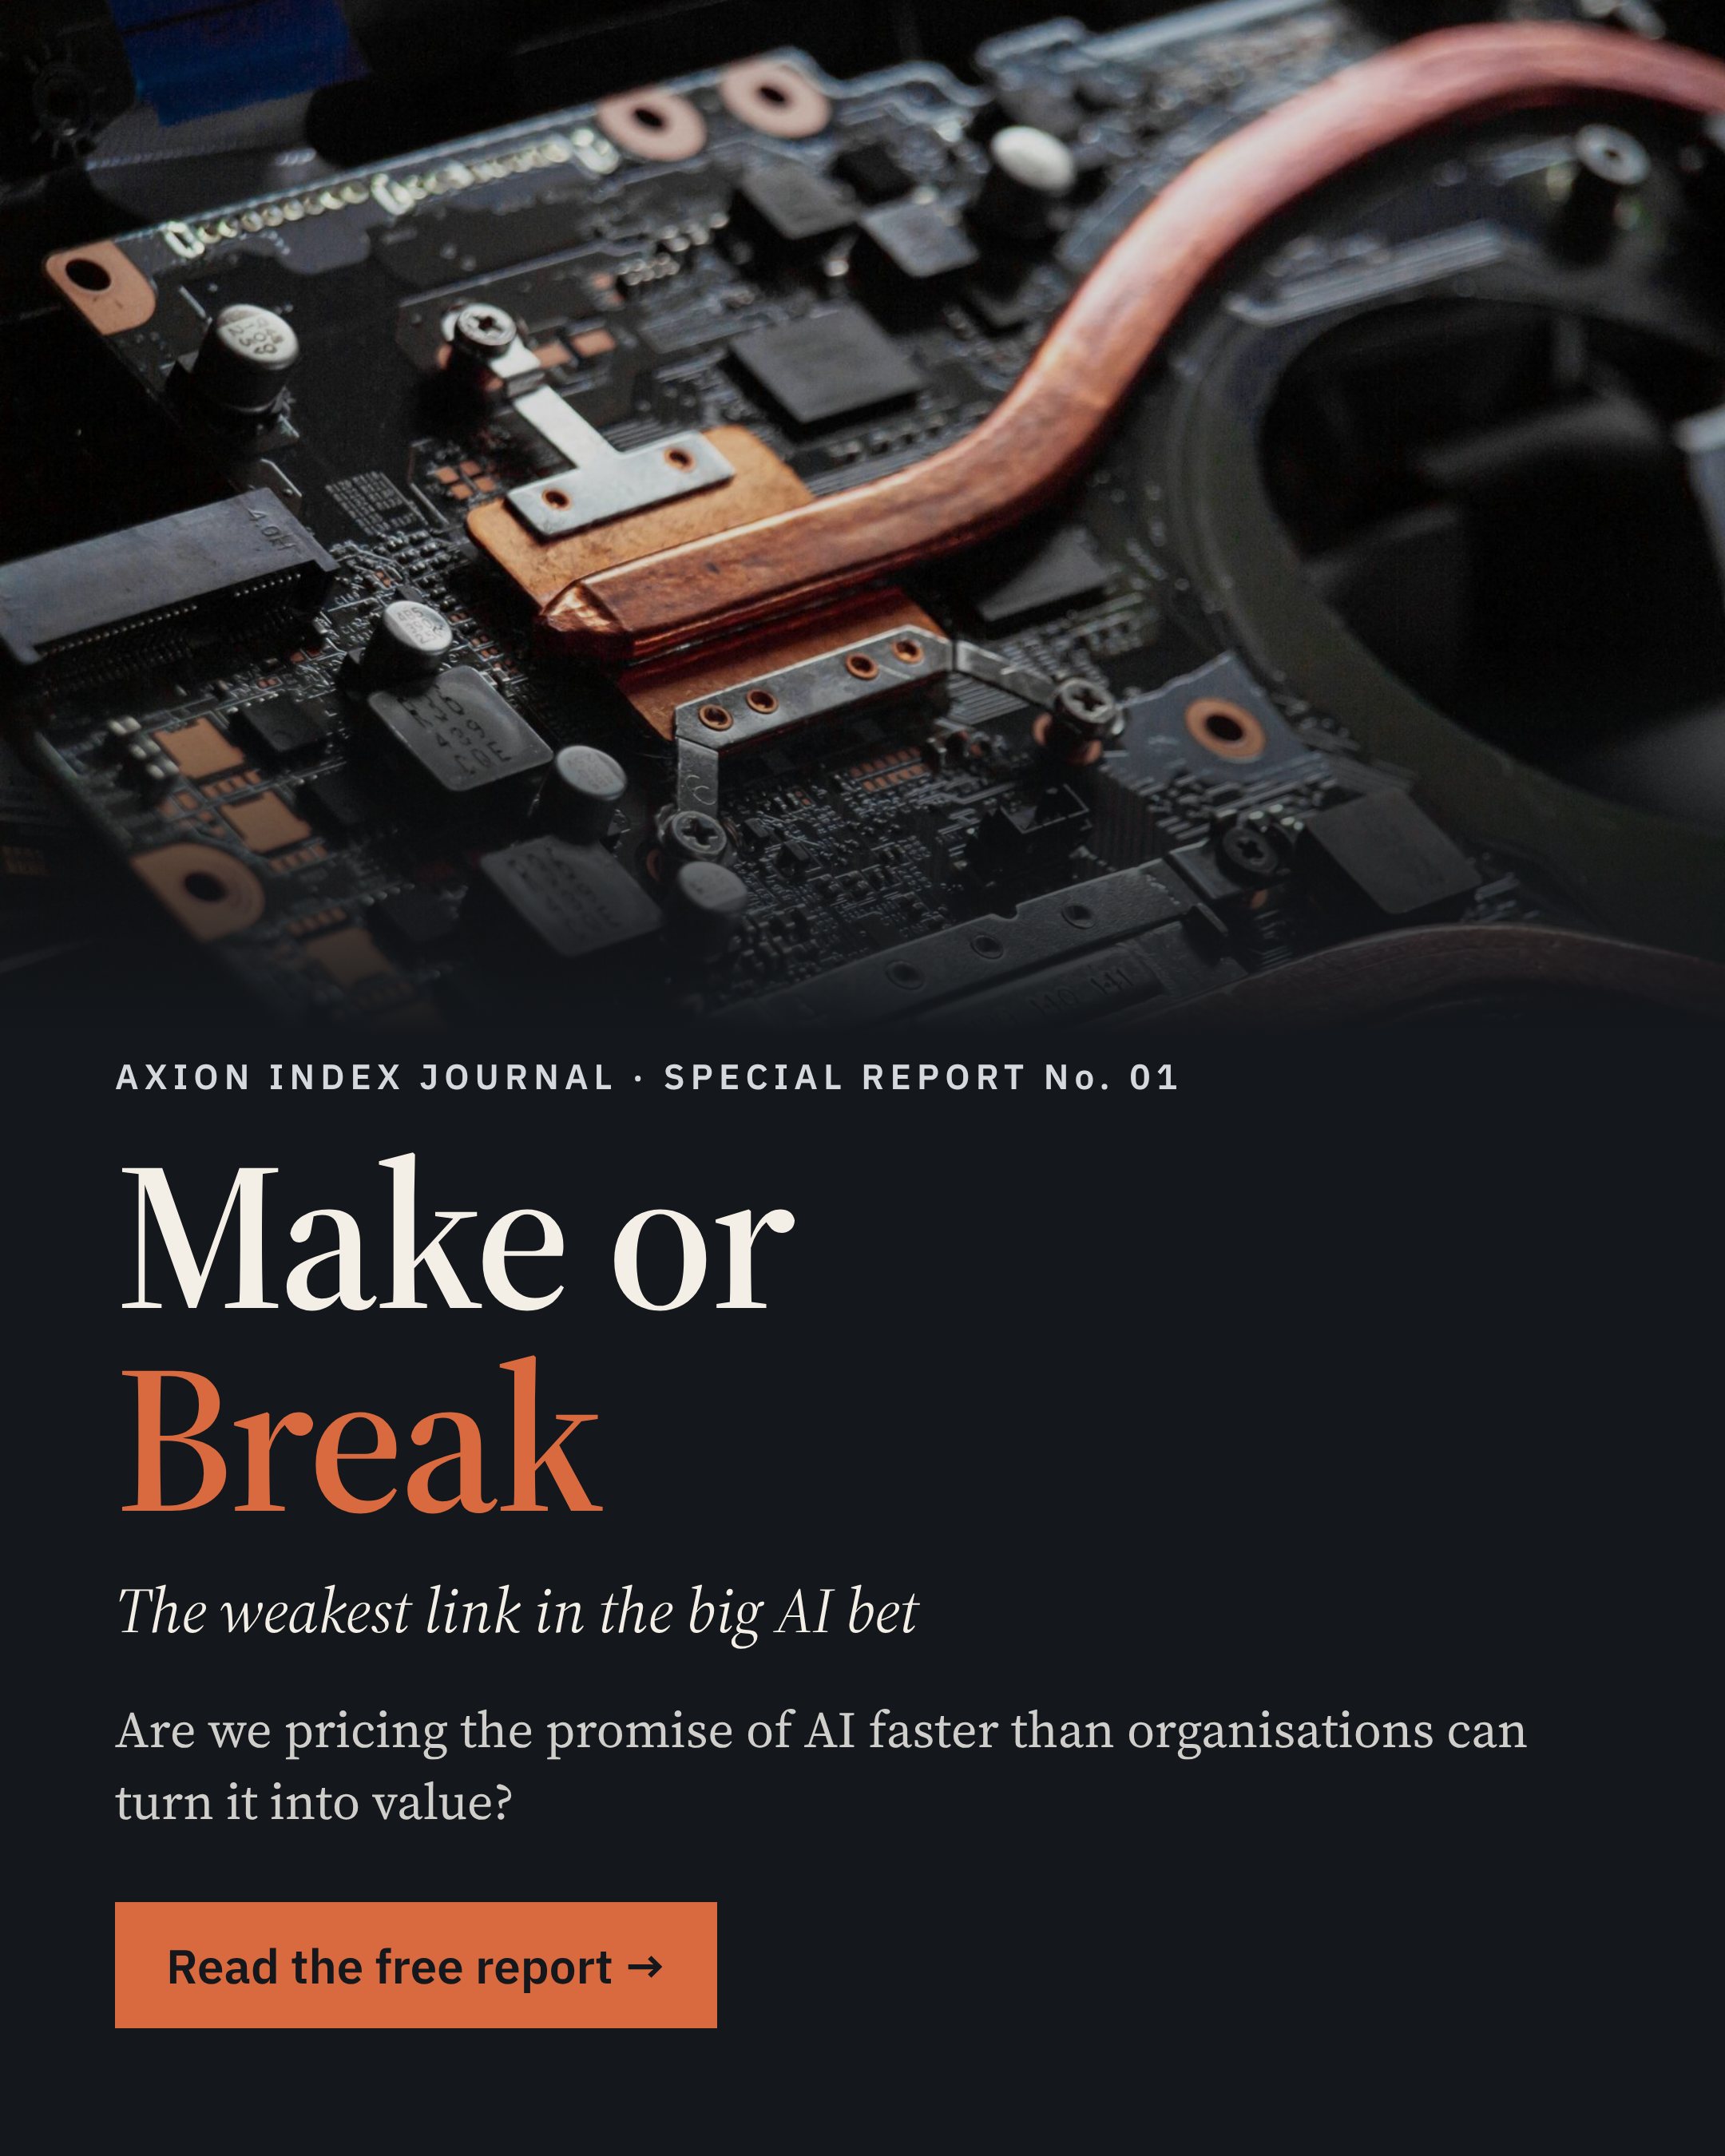 AXION INDEX JOURNAL · SPECIAL REPORT No. 01
Make or
Break
The weakest link in the big AI bet
Are we pricing the promise of AI faster than organisations can
turn it into value?
Read the free report →